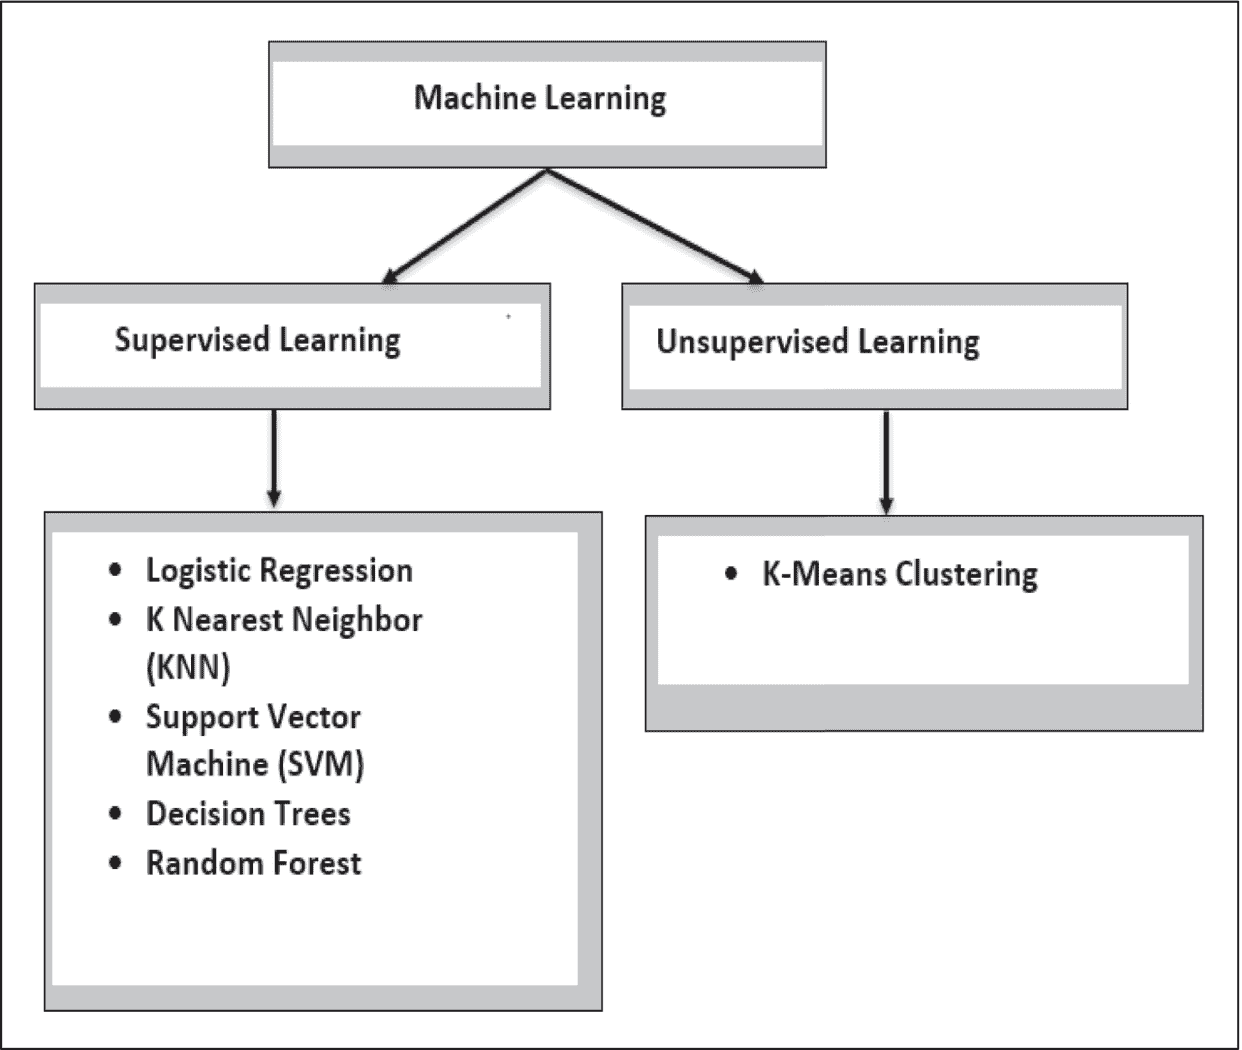 Machine Learning
Supervised Learning
Unsupervised Learning
• Logistic Regression
• K Nearest Neighbor
(KNN)
• Support Vector
Machine (SVM)
• Decision Trees
• Random Forest
• K-Means Clustering